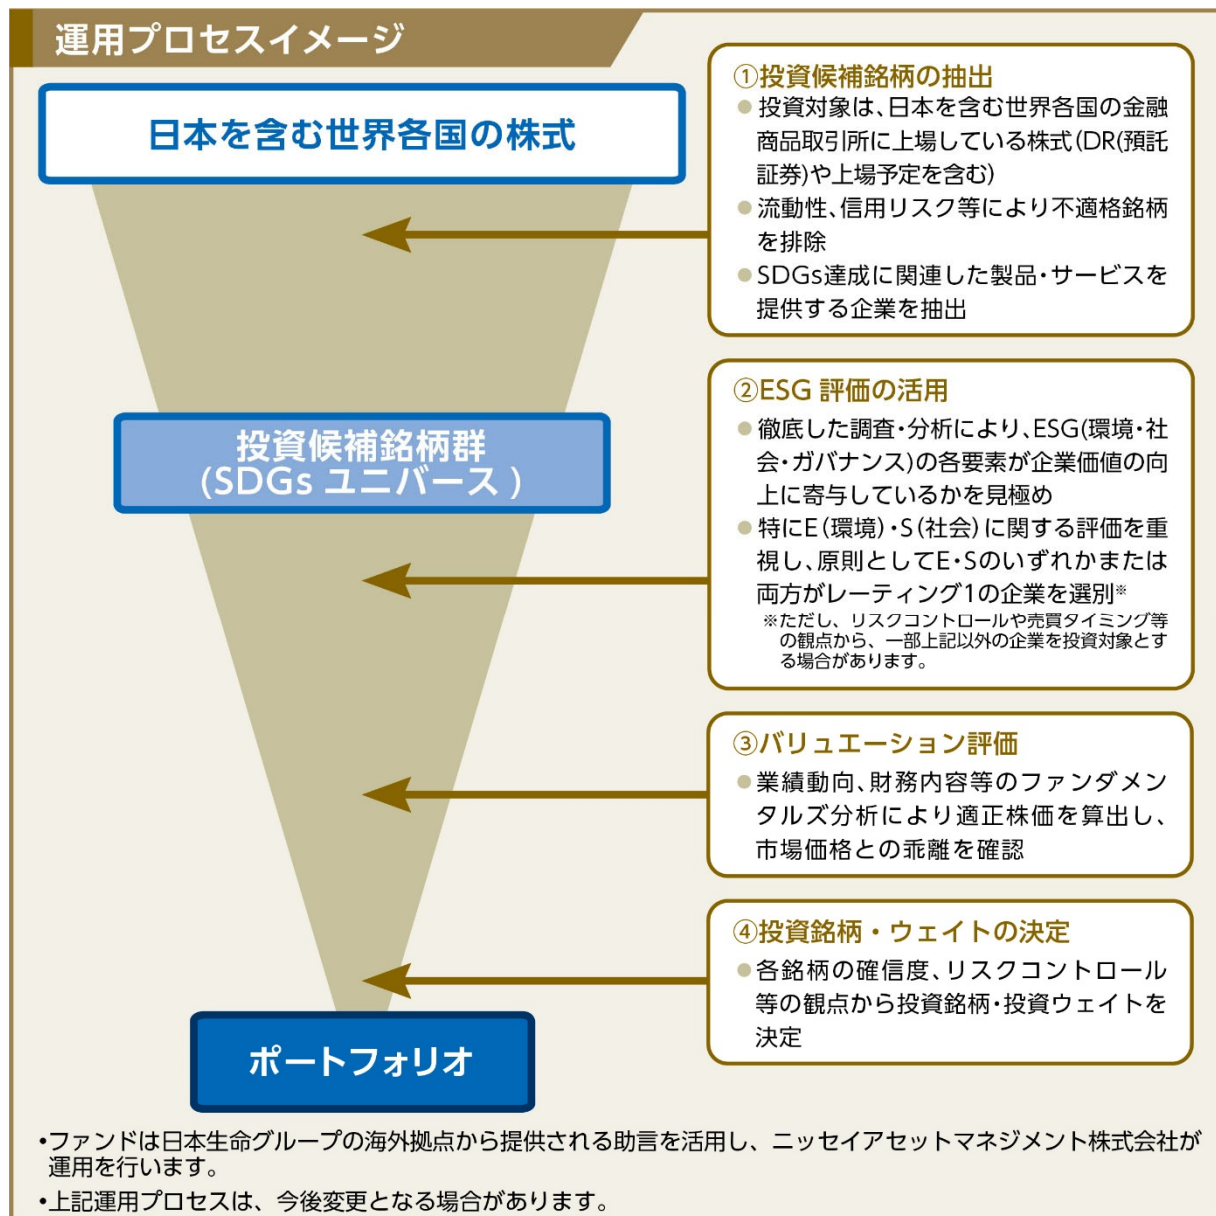 運用プロセスイメージ
日本を含む世界各国の株式
①投資候補銘柄の抽出
●投資対象は、日本を含む世界各国の金融
商品取引所に上場している株式(DR(預託
証券)や上場予定を含む)
●流動性、信用リスク等により不適格銘柄
を排除
●SDGs達成に関連した製品・サービスを
提供する企業を抽出
投資候補銘柄群
(SDGs ユニバース )
②ESG 評価の活用
●徹底した調査・分析により、ESG(環境・社
会・ガバナンス)の各要素が企業価値の向
上に寄与しているかを見極め
●特にE(環境)・S(社会)に関する評価を重
視し、原則としてE・Sのいずれかまたは
両方がレーティング1の企業を選別※
※ただし、リスクコントロールや売買タイミング等
の観点から、一部上記以外の企業を投資対象とす
る場合があります。
③バリュエーション評価
●業績動向、財務内容等のファンダメン
タルズ分析により適正株価を算出し、
市場価格との乖離を確認
④投資銘柄・ウェイトの決定
●各銘柄の確信度、リスクコントロール
等の観点から投資銘柄・投資ウェイトを
決定
ポートフォリオ
•ファンドは日本生命グループの海外拠点から提供される助言を活用し、ニッセイアセットマネジメント株式会社が
運用を行います。
•上記運用プロセスは、今後変更となる場合があります。